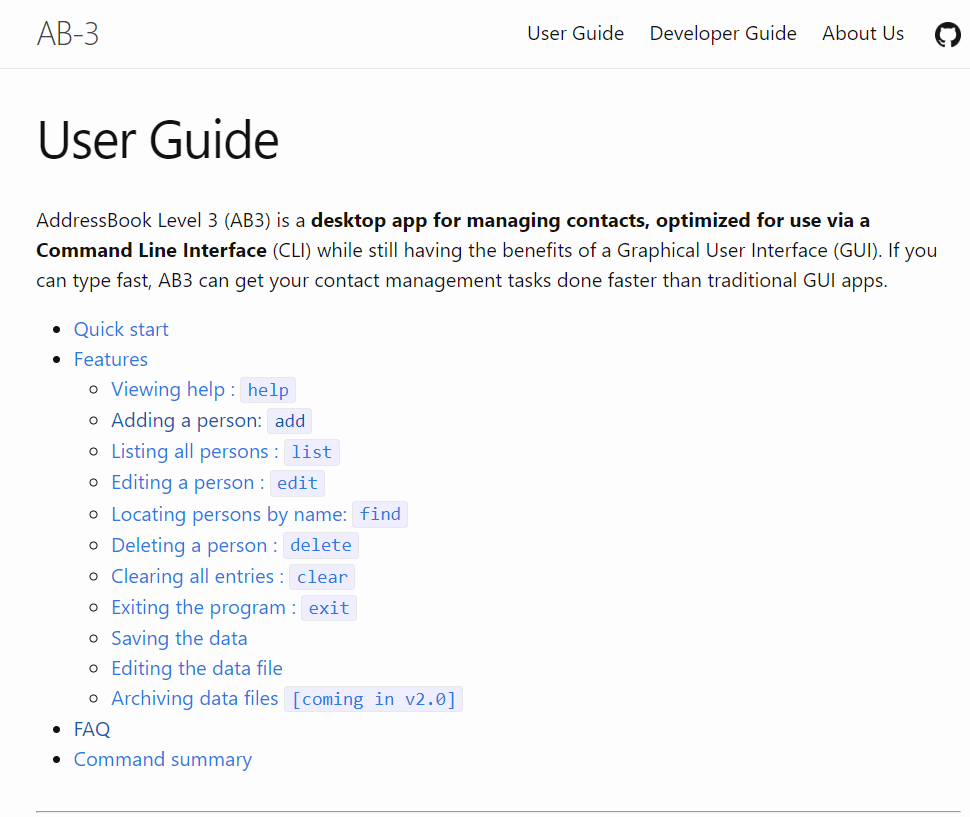 AB-3
User Guide Developer Guide About Us
User Guide
AddressBook Level 3 (AB3) is a desktop app for managing contacts, optimized for use via a
Command Line Interface (CLI) while still having the benefits of a Graphical User Interface (GUI). If you
can type fast, AB3 can get your contact management tasks done faster than traditional GUI apps.
Quick start
Features
Viewing help : help
Adding a person: add
Listing all persons : list
Editing a person : edit
Locating persons by name: find
Deleting a person : delete
Clearing all entries : clear
Exiting the program : exit
Saving the data
Editing the data file
Archiving data files [coming in v2.0]
FAQ
Command summary